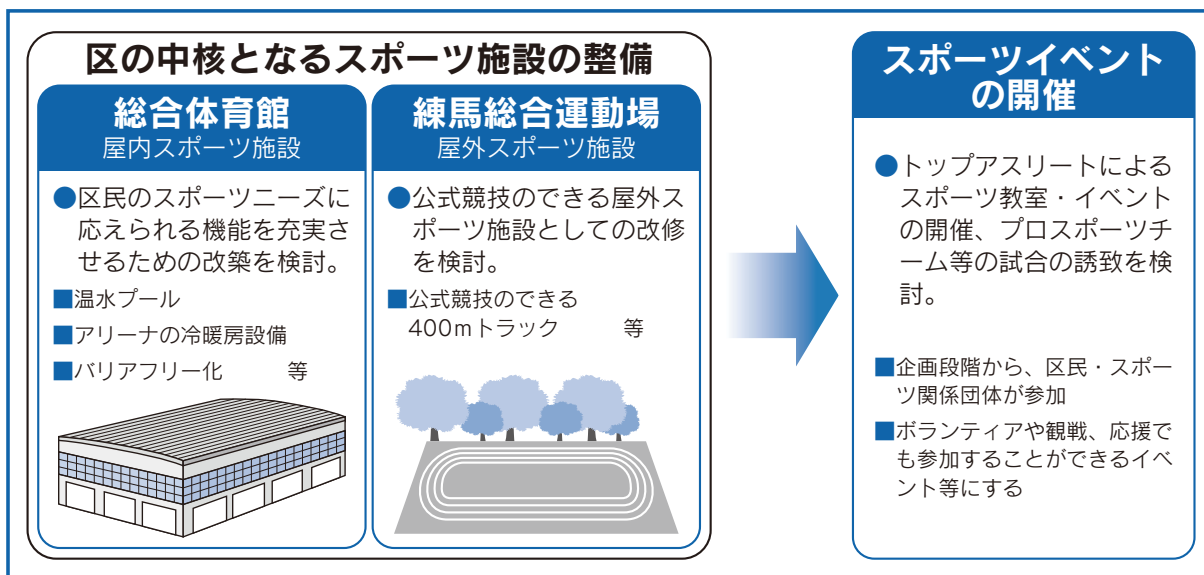 区の中核となるスポーツ施設の整備
総合体育館
屋内スポーツ施設
●区民のスポーツニーズに
応えられる機能を充実さ
せるための改築を検討。
■温水プール
■アリーナの冷暖房設備
■バリアフリー化 等
練馬総合運動場
屋外スポーツ施設
●公式競技のできる屋外ス
ポーツ施設としての改修
を検討。
■公式競技のできる
400mトラック 等
スポーツイベント
の開催
●トップアスリートによる
スポーツ教室・イベント
の開催、プロスポーツチ
ーム等の試合の誘致を検
討。
■企画段階から、区民・スポー
ツ関係団体が参加
■ボランティアや観戦、応援で
も参加することができるイベ
ント等にする